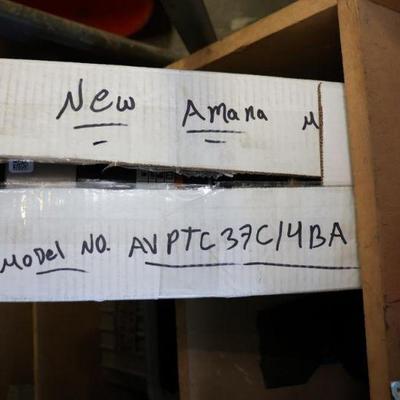 New Amana M
Model NO. AVPTC37C14BA